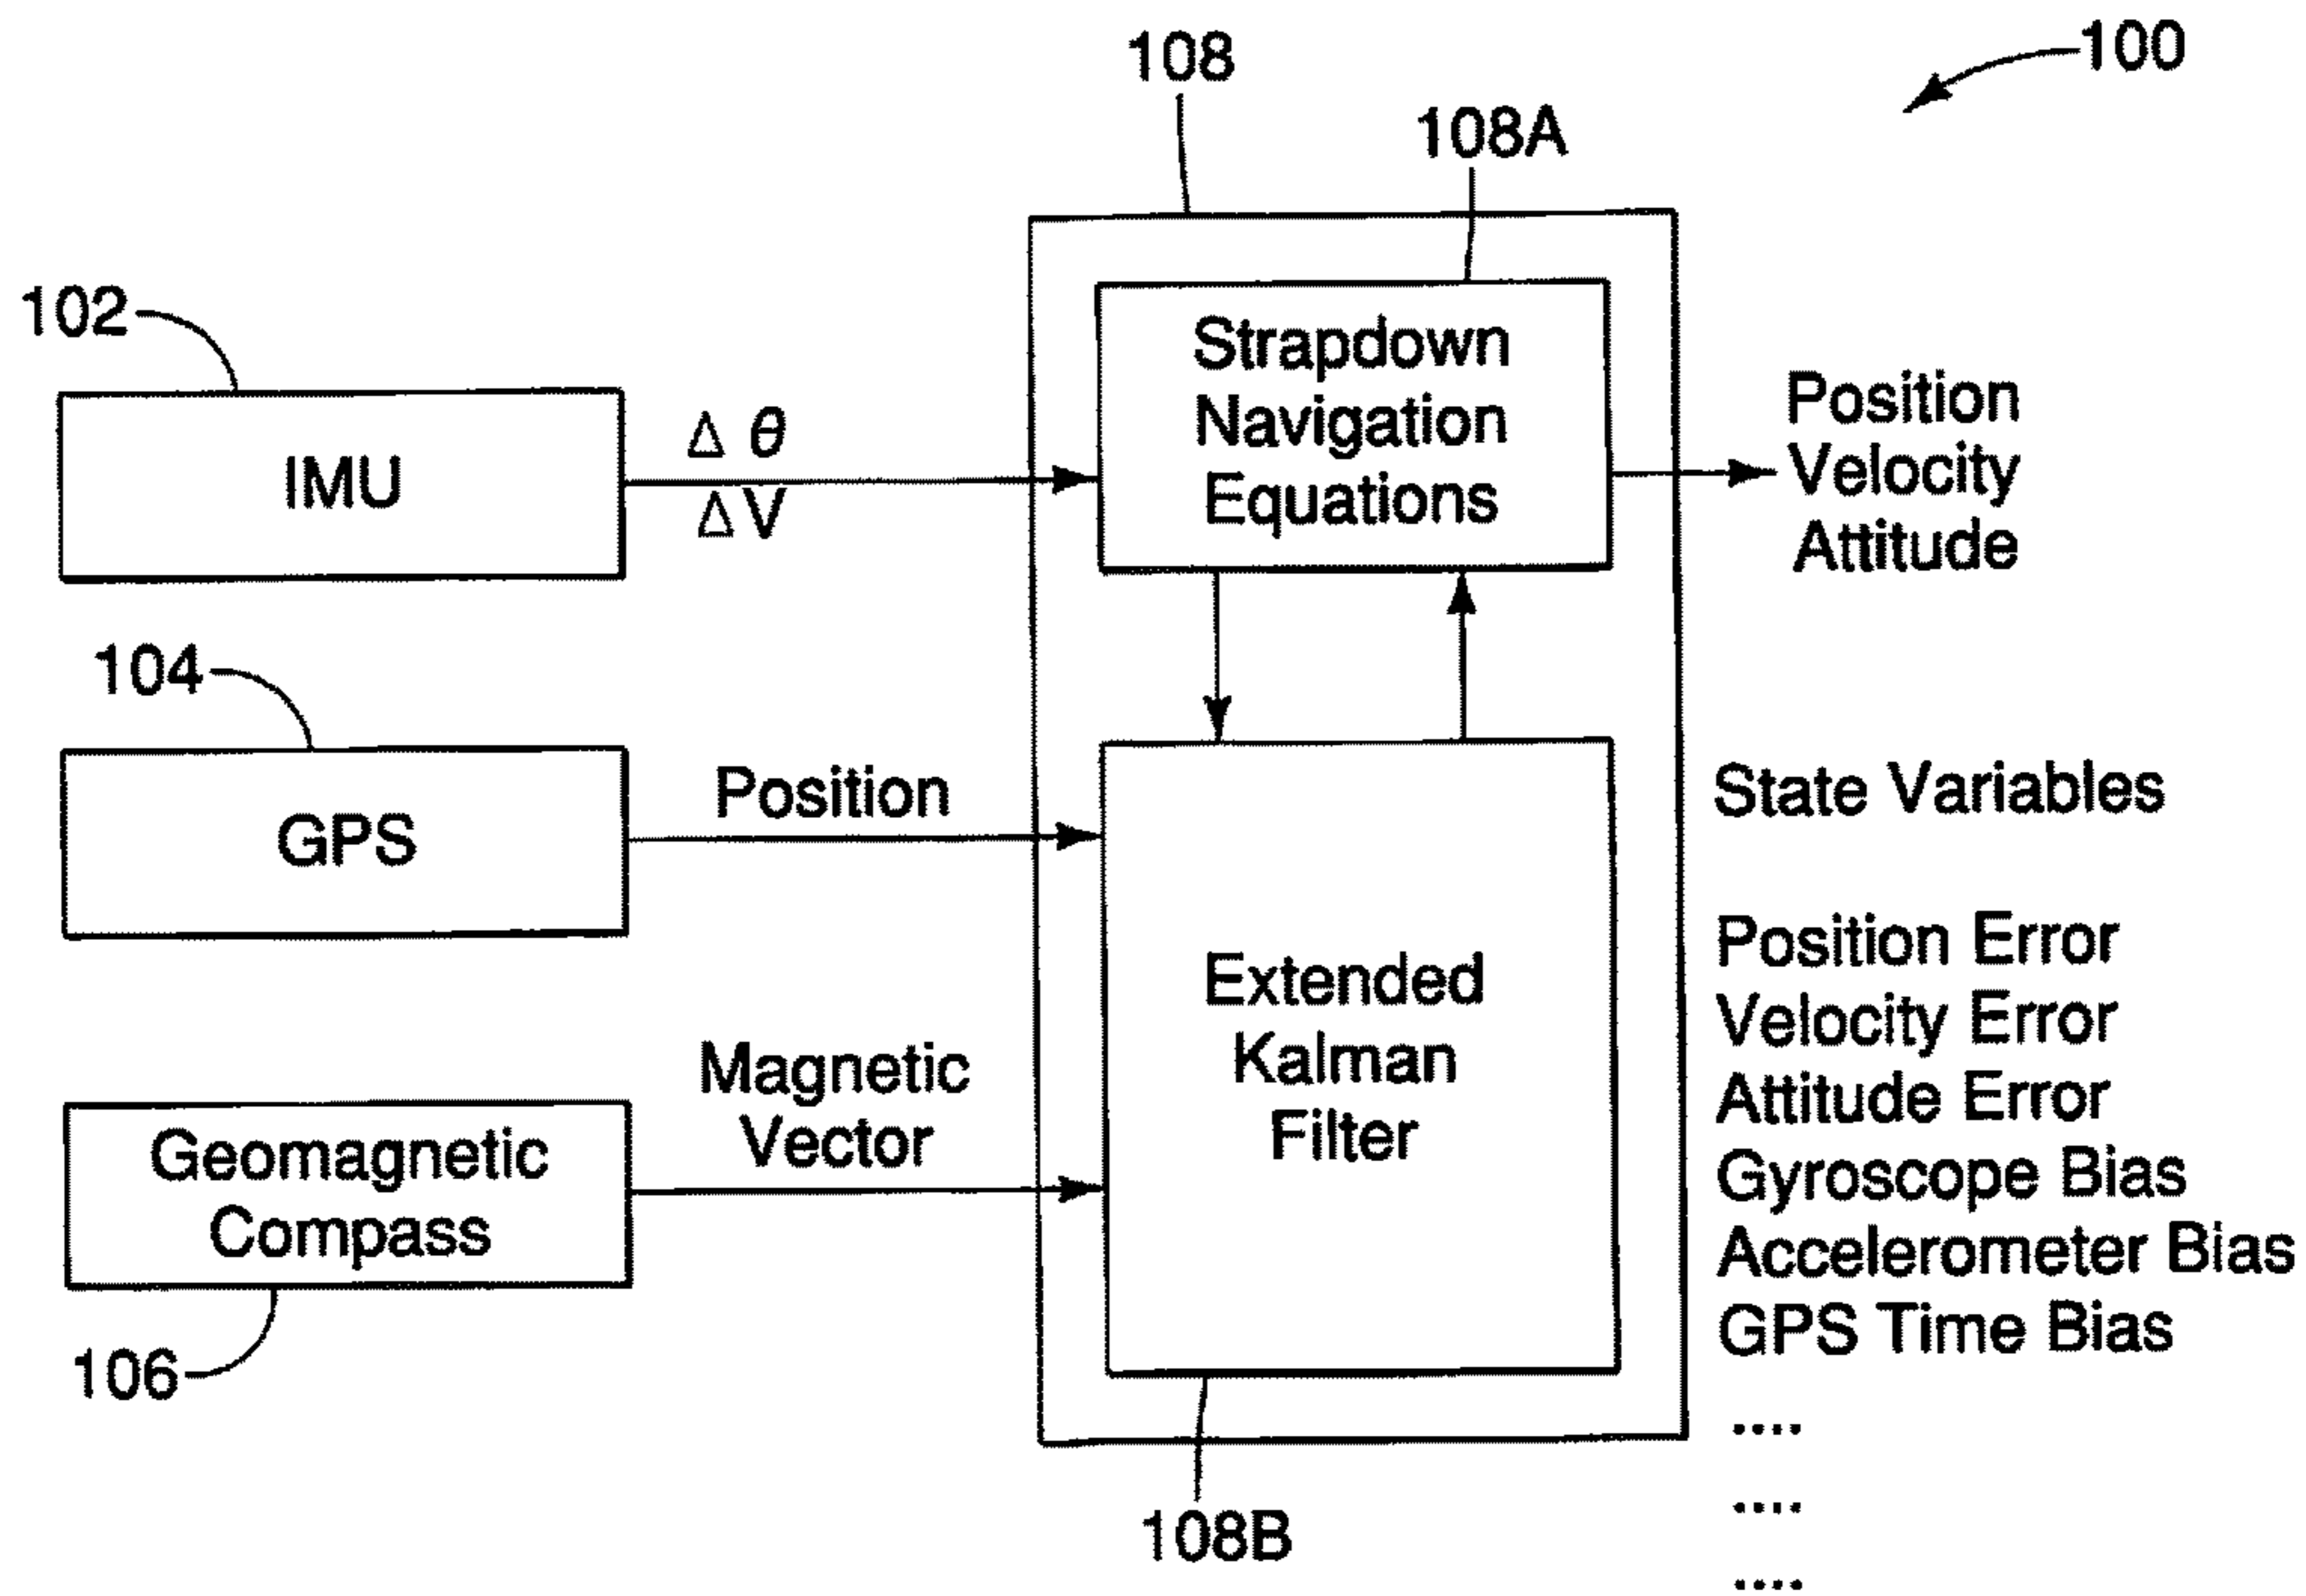 100
108
108A
102
IMU
Δ θ
Δ V
Strapdown
Navigation
Equations
Position
Velocity
Attitude
104
GPS
Position
106
Geomagnetic
Compass
Magnetic
Vector
Extended
Kalman
Filter
108B
State Variables
Position Error
Velocity Error
Attitude Error
Gyroscope Bias
Accelerometer Bias
GPS Time Bias
....
....
....